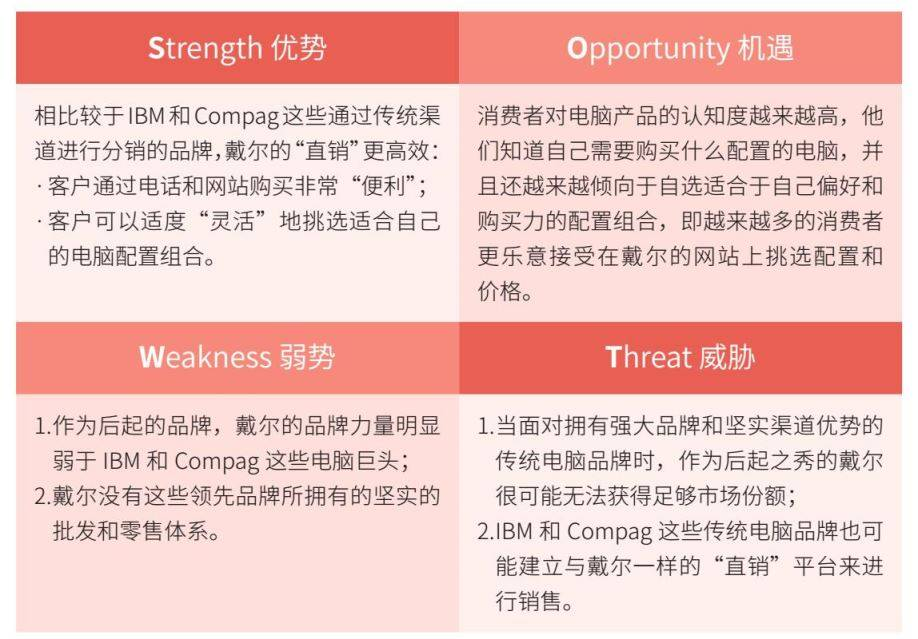 Strength 优势
相比较于IBM和Compag这些通过传统渠
道进行分销的品牌，戴尔的“直销”更高效：
· 客户通过电话和网站购买非常“便利”；
· 客户可以适度“灵活”地挑选适合自己
的电脑配置组合。
Opportunity 机遇
消费者对电脑产品的认知度越来越高，他
们知道自己需要购买什么配置的电脑，并
且还越来越倾向于自选适合于自己偏好和
购买力的配置组合，即越来越多的消费者
更乐意接受在戴尔的网站上挑选配置和
价格。
Weakness 弱势
1.作为后起的品牌，戴尔的品牌力量明显
弱于 IBM 和 Compag 这些电脑巨头；
2.戴尔没有这些领先品牌所拥有的坚实的
批发和零售体系。
Threat 威胁
1.当面对拥有强大品牌和坚实渠道优势的
传统电脑品牌时，作为后起之秀的戴尔
很可能无法获得足够市场份额；
2.IBM 和 Compag 这些传统电脑品牌也可
能建立与戴尔一样的“直销”平台来进
行销售。